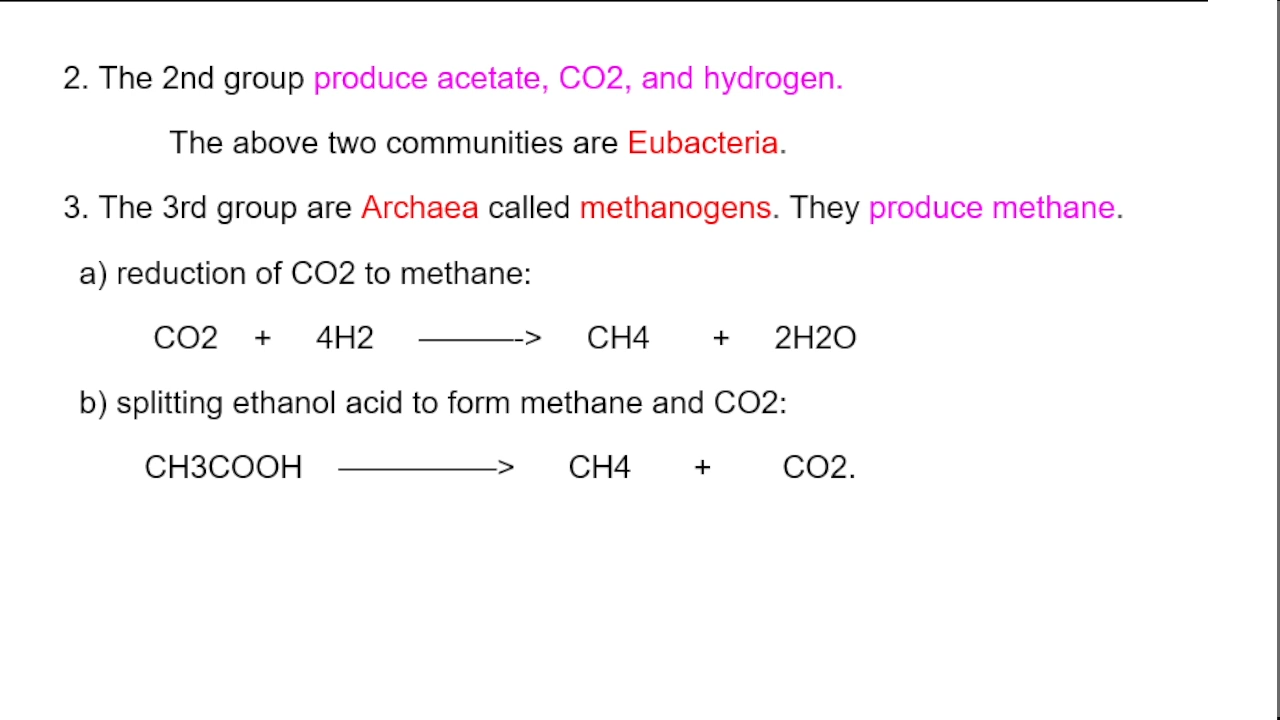 2. The 2nd group produce acetate, CO2, and hydrogen.
The above two communities are Eubacteria.
3. The 3rd group are Archaea called methanogens. They produce methane.
a) reduction of CO2 to methane:
CO2 + 4H2 ———-> CH4 + 2H2O
b) splitting ethanol acid to form methane and CO2:
CH3COOH —————> CH4 + CO2.